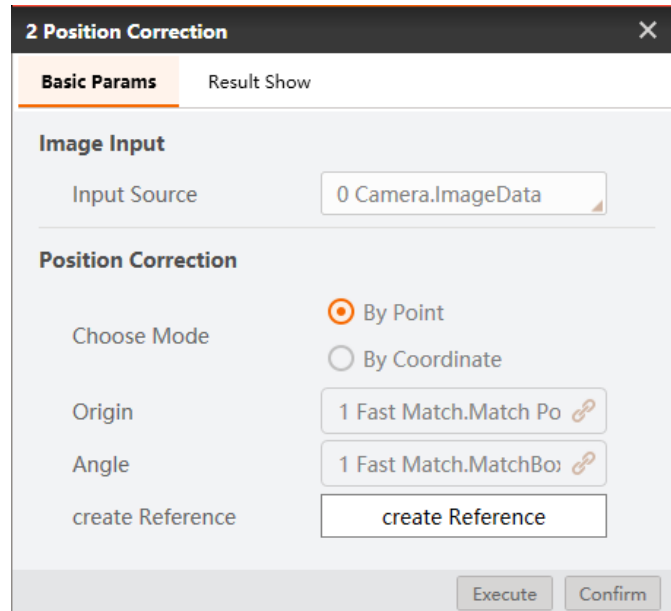 2 Position Correction
Basic Params Result Show
Image Input
Input Source 0 Camera.ImageData
Position Correction
Choose Mode
By Point
By Coordinate
Origin 1 Fast Match.Match Po
Angle 1 Fast Match.MatchBox
create Reference create Reference
Execute Confirm